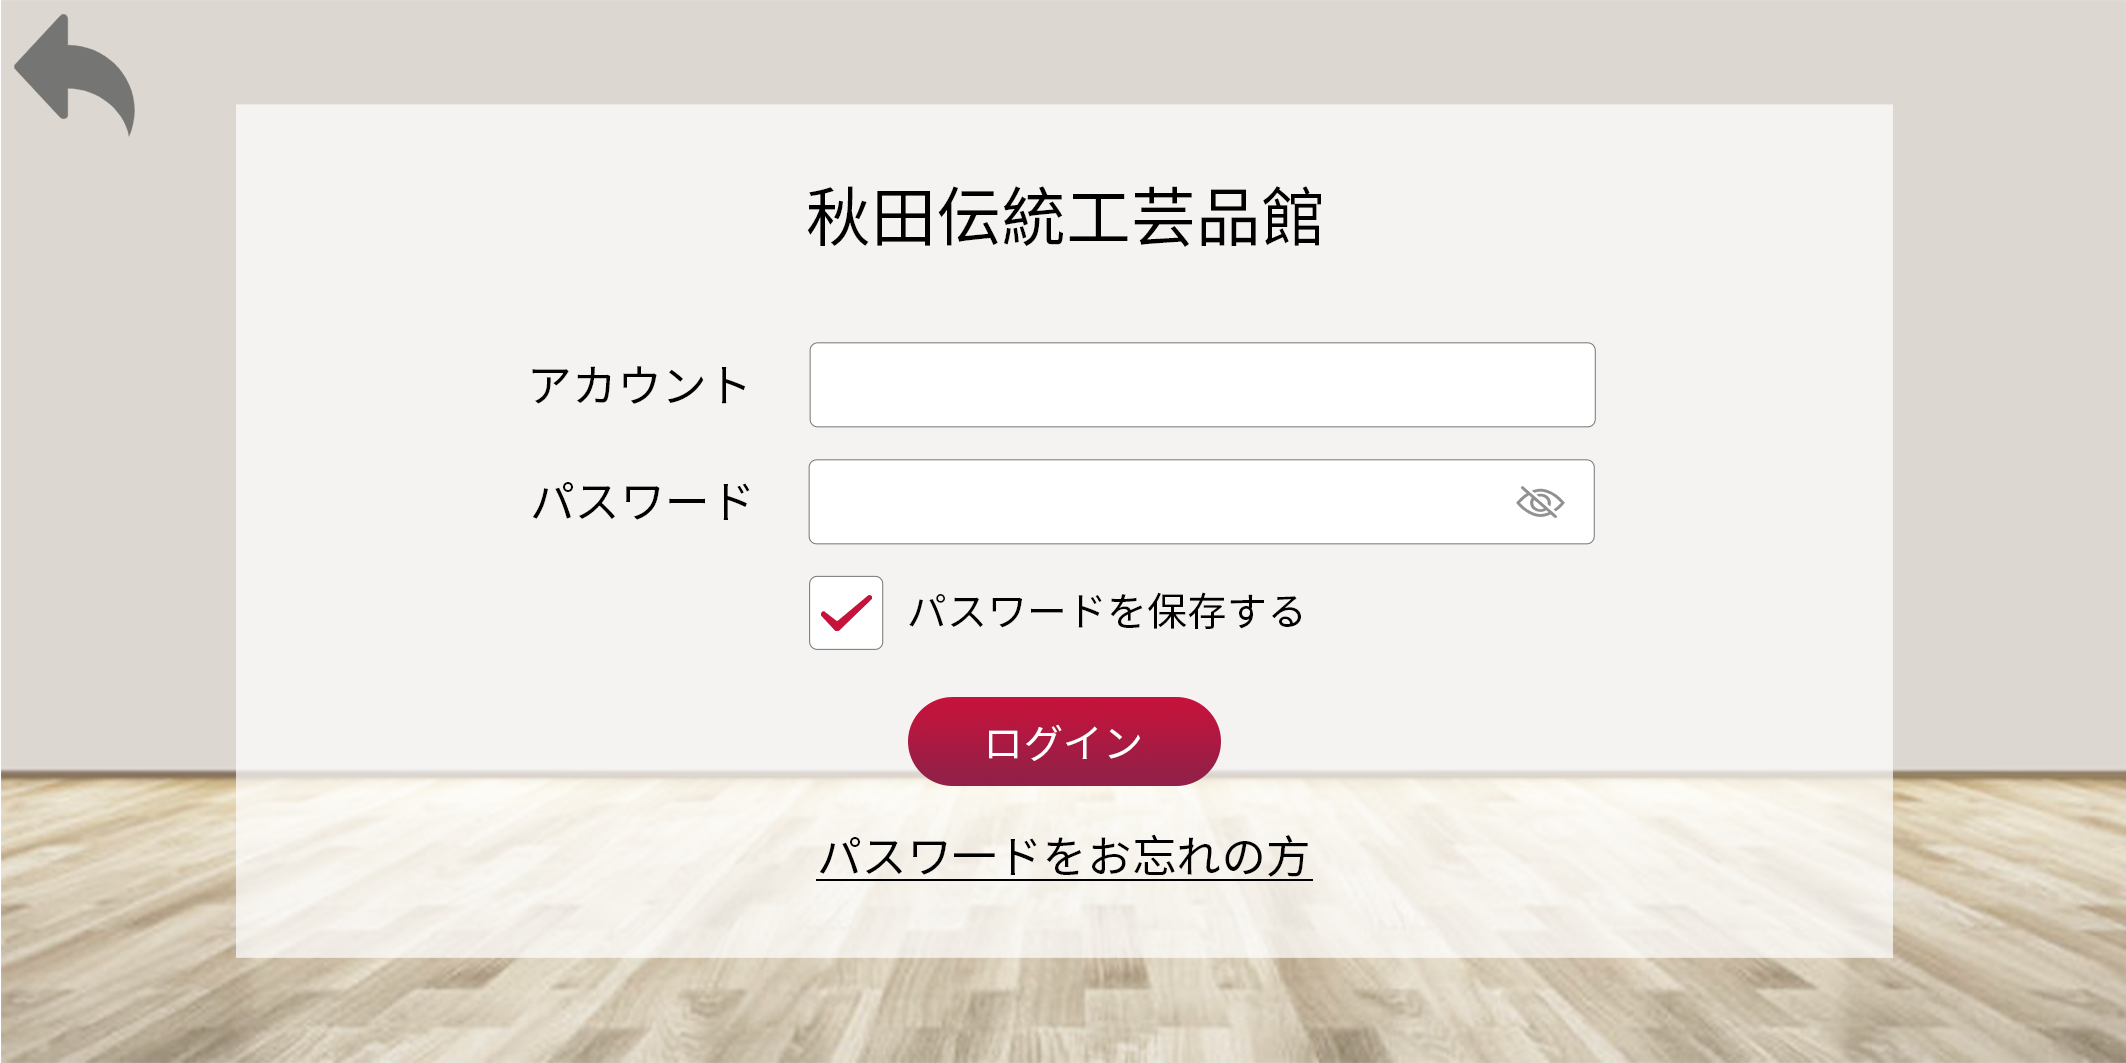 秋田伝統工芸品館
アカウント
パスワード
パスワードを保存する
ログイン
パスワードをお忘れの方